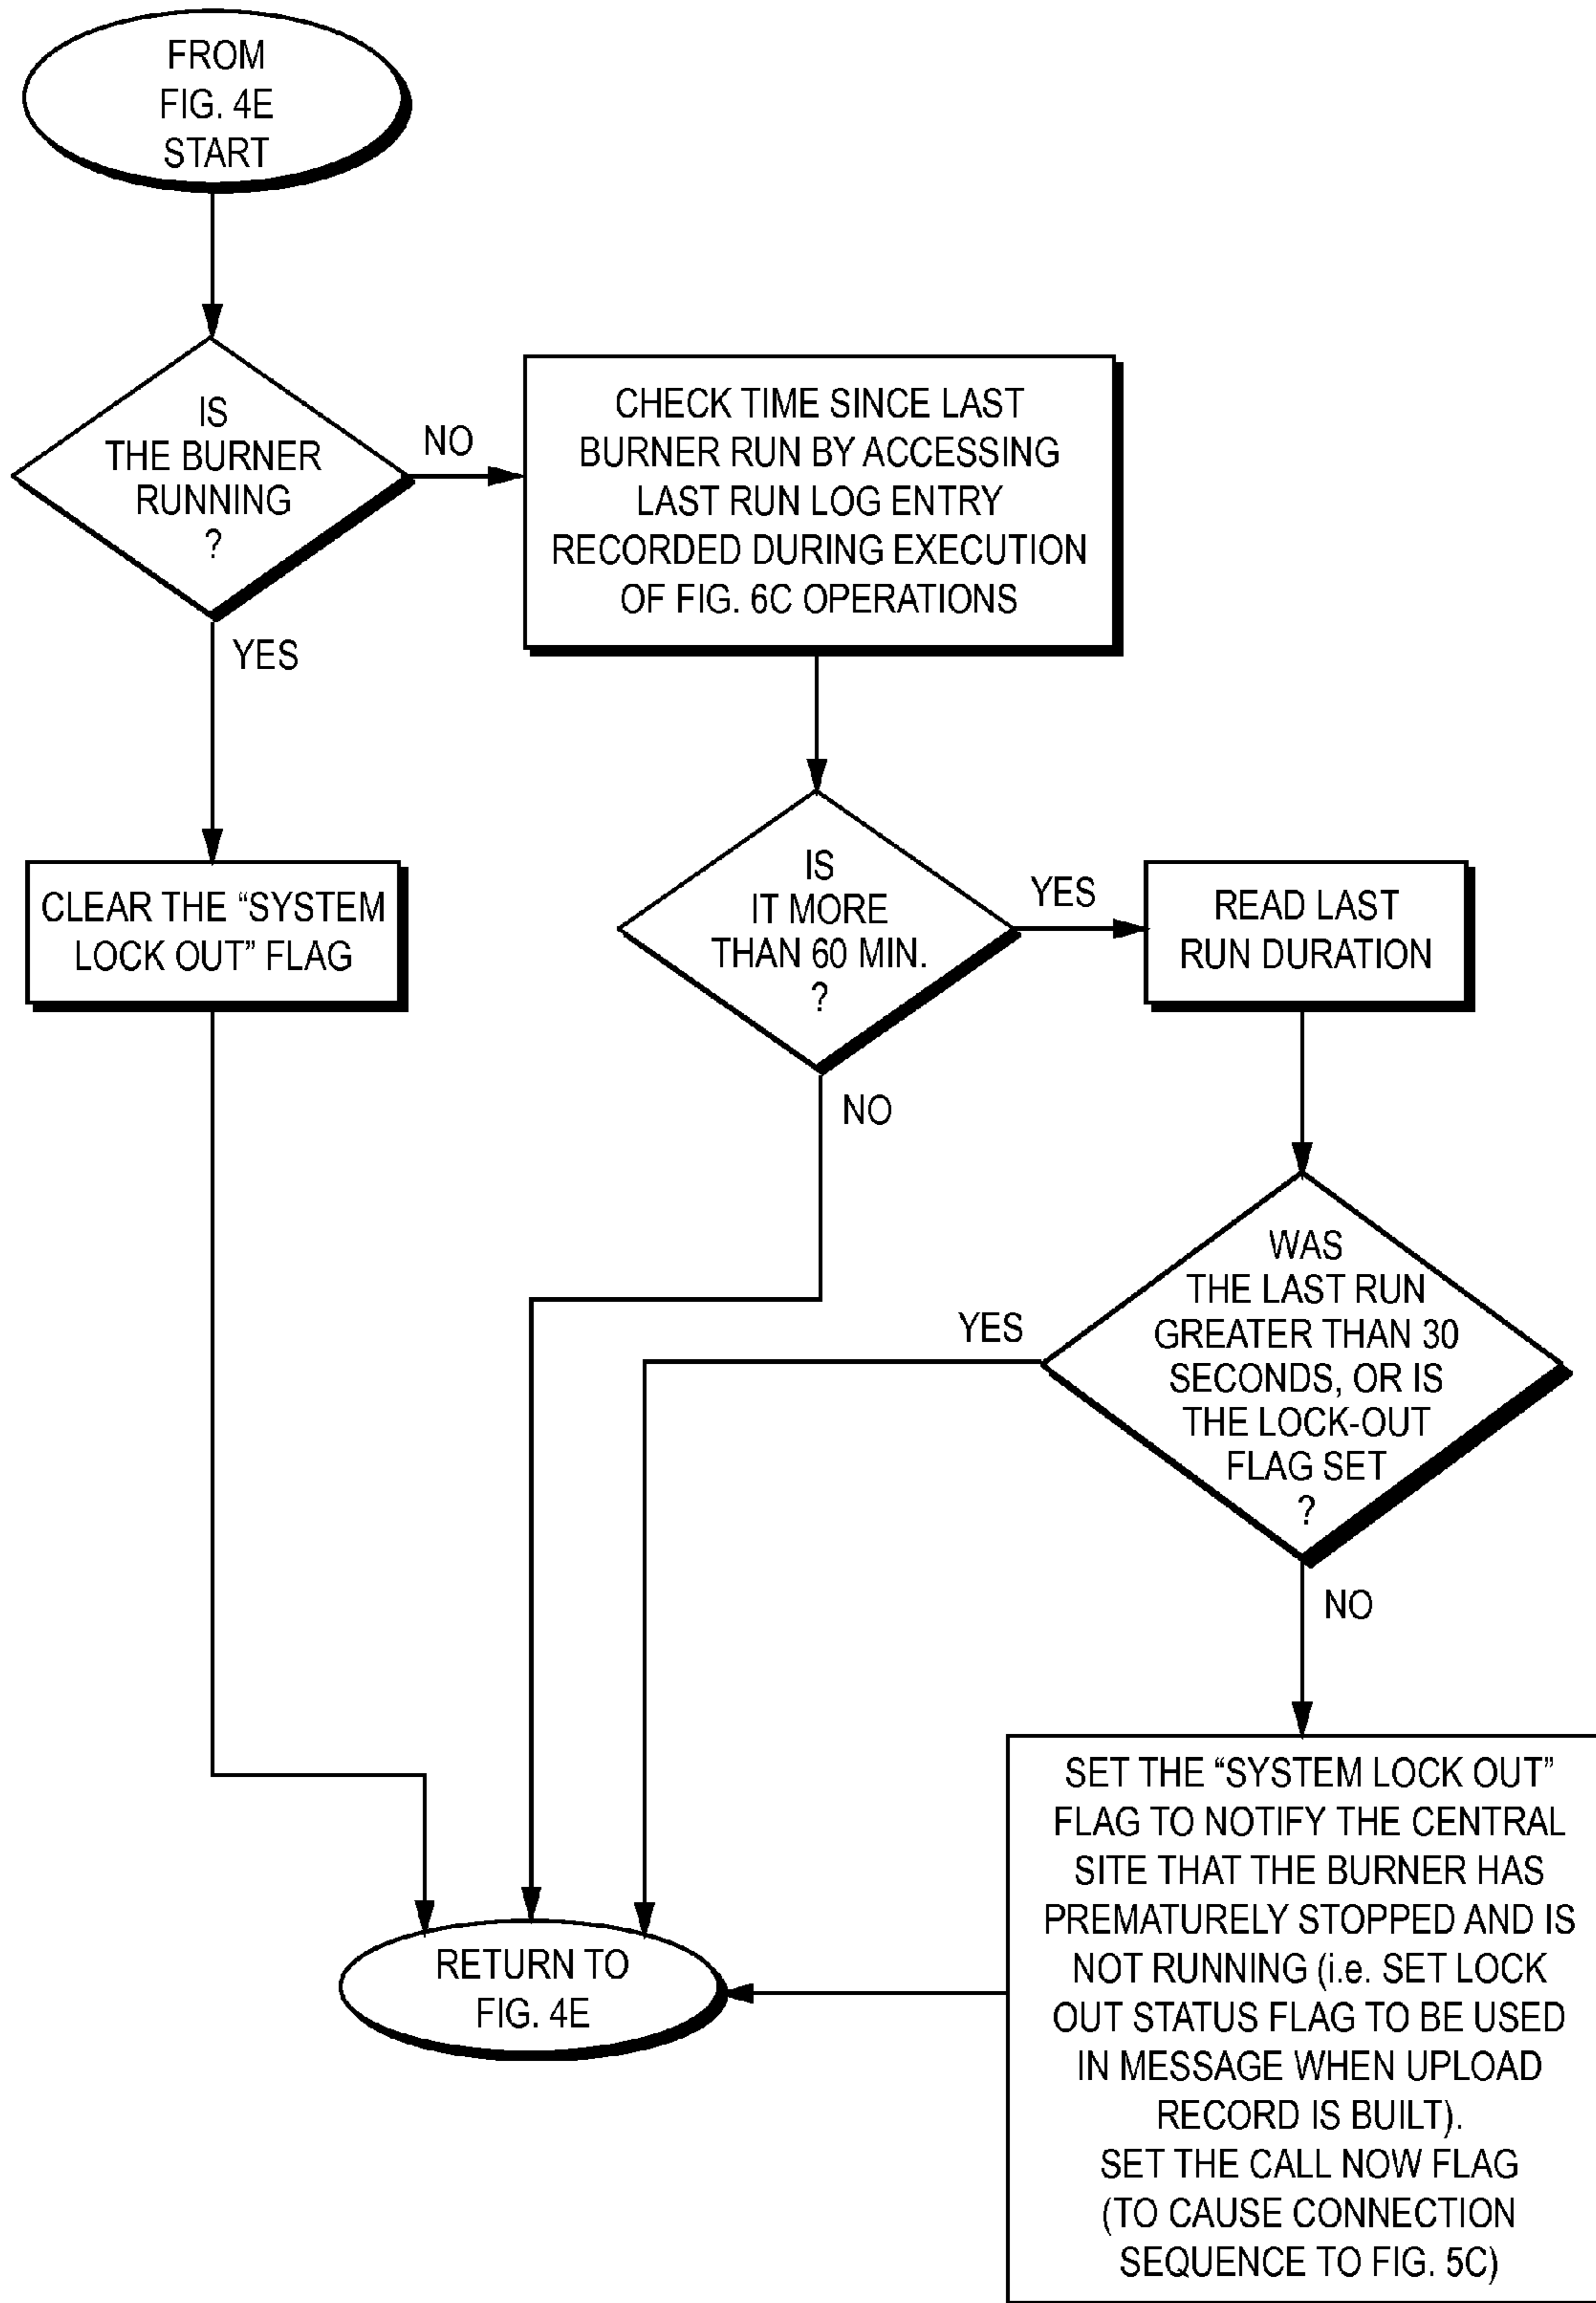 FROM
FIG. 4E
START
IS
THE BURNER
RUNNING
?
NO
YES
CHECK TIME SINCE LAST
BURNER RUN BY ACCESSING
LAST RUN LOG ENTRY
RECORDED DURING EXECUTION
OF FIG. 6C OPERATIONS
CLEAR THE “SYSTEM
LOCK OUT” FLAG
IS
IT MORE
THAN 60 MIN.
?
YES
NO
READ LAST
RUN DURATION
WAS
THE LAST RUN
GREATER THAN 30
SECONDS, OR IS
THE LOCK-OUT
FLAG SET
?
YES
NO
SET THE “SYSTEM LOCK OUT”
FLAG TO NOTIFY THE CENTRAL
SITE THAT THE BURNER HAS
PREMATURELY STOPPED AND IS
NOT RUNNING (i.e. SET LOCK
OUT STATUS FLAG TO BE USED
IN MESSAGE WHEN UPLOAD
RECORD IS BUILT).
SET THE CALL NOW FLAG
(TO CAUSE CONNECTION
SEQUENCE TO FIG. 5C)
RETURN TO
FIG. 4E